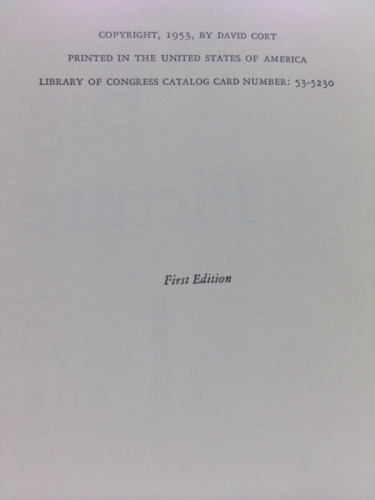 COPYRIGHT, 1953, BY DAVID CORT
PRINTED IN THE UNITED STATES OF AMERICA
LIBRARY OF CONGRESS CATALOG CARD NUMBER: 53-5230
First Edition